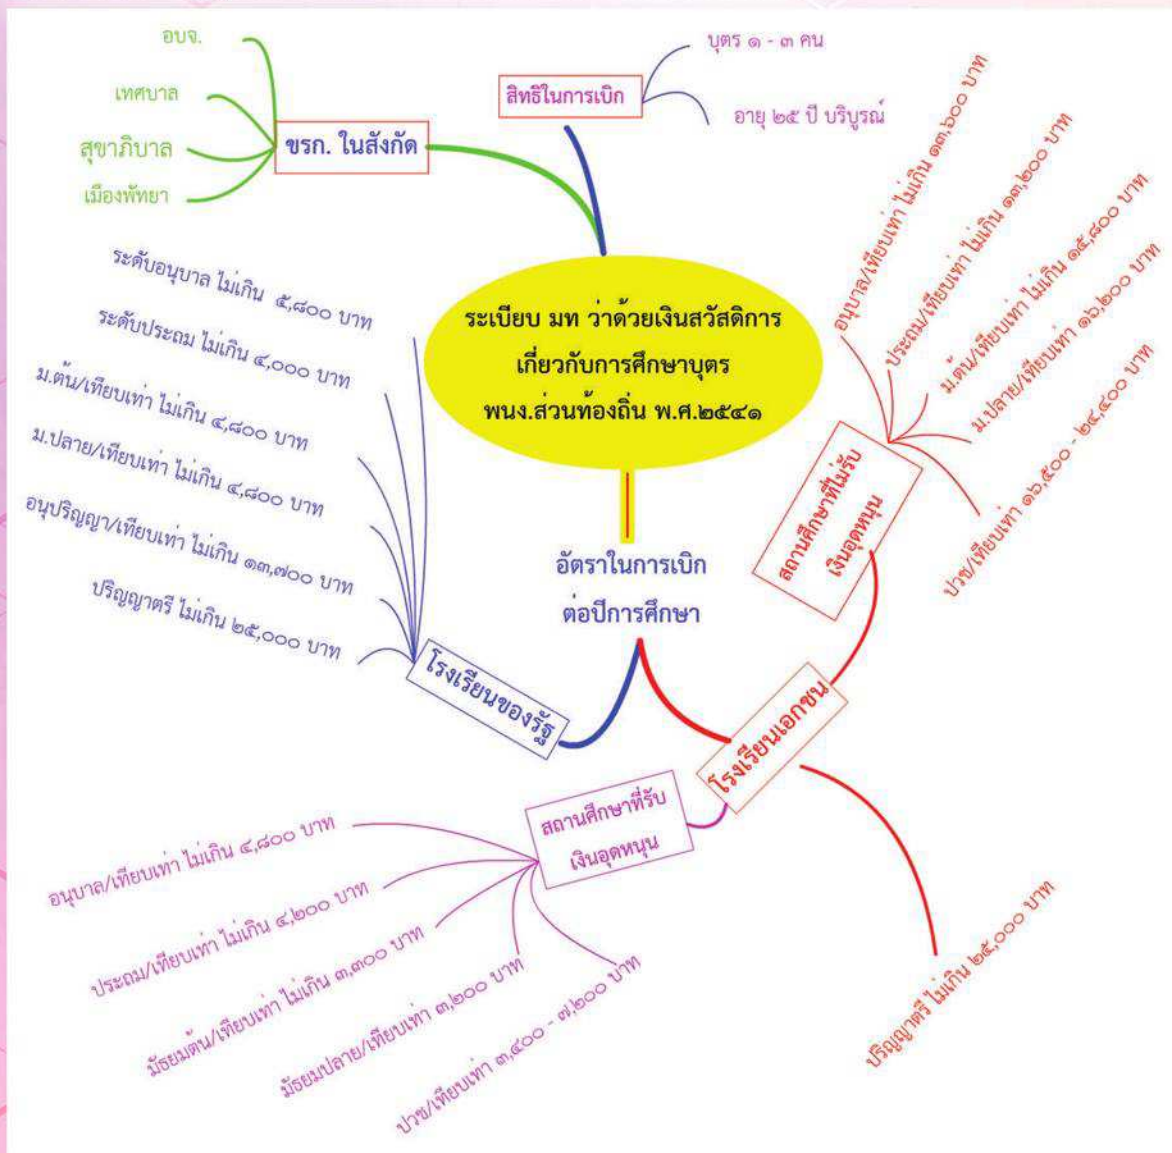 อบจ.
เทศบาล
สุขาภิบาล
เมืองพัทยา
ขรก. ในสังกัด
สิทธิในการเบิก
บุตร ๑ - ๓ คน
อายุ ๒๕ ปี บริบูรณ์
ระเบียบ มท ว่าด้วยเงินสวัสดิการ
เกี่ยวกับการศึกษาบุตร
พนง.ส่วนท้องถิ่น พ.ศ.๒๕๔๑
อัตราในการเบิก
ต่อปีการศึกษา
ระดับอนุบาล ไม่เกิน ๕,๘๐๐ บาท
ระดับประถม ไม่เกิน ๔,๐๐๐ บาท
ม.ต้น/เทียบเท่า ไม่เกิน ๔,๘๐๐ บาท
ม.ปลาย/เทียบเท่า ไม่เกิน ๔,๘๐๐ บาท
อนุปริญญา/เทียบเท่า ไม่เกิน ๑๓,๗๐๐ บาท
ปริญญาตรี ไม่เกิน ๒๕,๐๐๐ บาท
โรงเรียนของรัฐ
โรงเรียนเอกชน
สถานศึกษาที่ไม่รับ
เงินอุดหนุน
อนุบาล/เทียบเท่า ไม่เกิน ๑๓,๖๐๐ บาท
ประถม/เทียบเท่า ไม่เกิน ๑๓,๒๐๐ บาท
ม.ต้น/เทียบเท่า ไม่เกิน ๑๕,๘๐๐ บาท
ม.ปลาย/เทียบเท่า ๑๖,๒๐๐ บาท
ปวช/เทียบเท่า ๑๖,๕๐๐ - ๒๔,๔๐๐ บาท
สถานศึกษาที่รับ
เงินอุดหนุน
อนุบาล/เทียบเท่า ไม่เกิน ๔,๘๐๐ บาท
ประถม/เทียบเท่า ไม่เกิน ๔,๒๐๐ บาท
มัธยมต้น/เทียบเท่า ไม่เกิน ๓,๓๐๐ บาท
มัธยมปลาย/เทียบเท่า ๓,๒๐๐ บาท
ปวช/เทียบเท่า ๓,๔๐๐ - ๗,๒๐๐ บาท
ปริญญาตรี ไม่เกิน ๒๕,๐๐๐ บาท